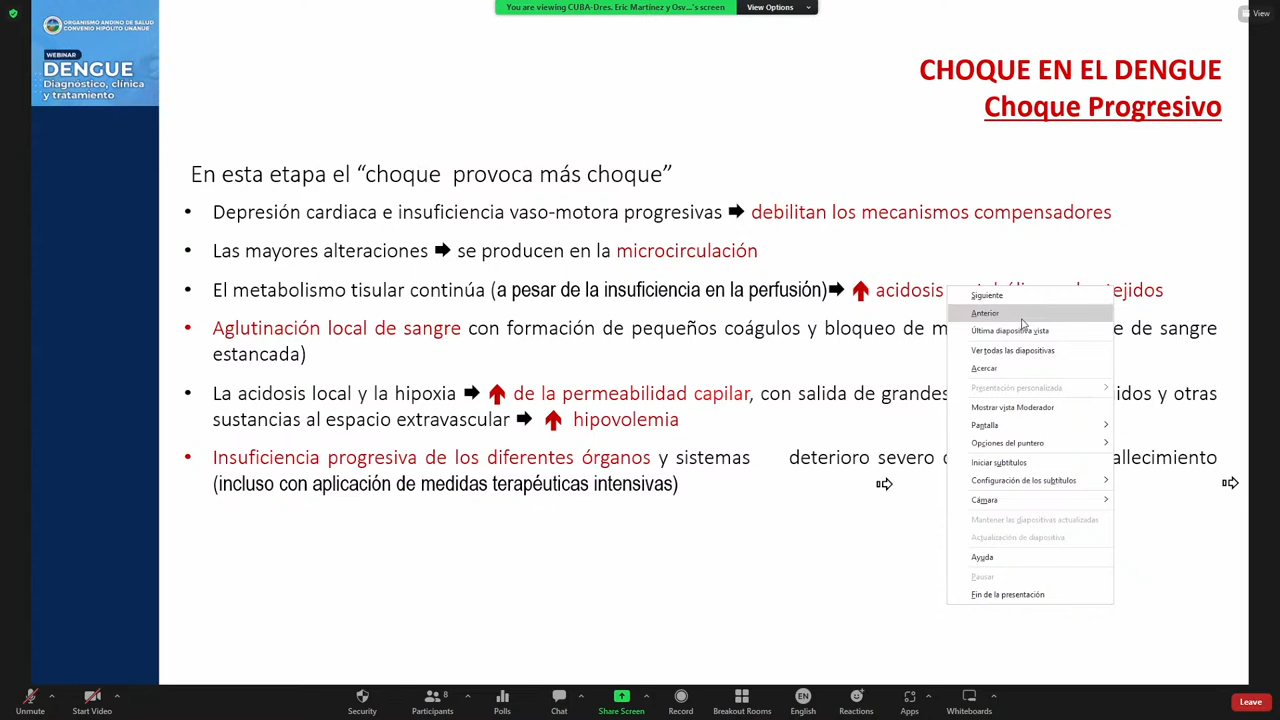 You are viewing CUBA-Dres. Eric Martínez y Osv...'s screen
View Options
View
ORGANISMO ANDINO DE SALUD
CONVENIO HIPÓLITO UNANUE
WEBINAR
DENGUE
Diagnóstico, clínica
y tratamiento
CHOQUE EN EL DENGUE
Choque Progresivo
En esta etapa el “choque provoca más choque”
• Depresión cardiaca e insuficiencia vaso-motora progresivas ➡ debilitan los mecanismos compensadores
• Las mayores alteraciones ➡ se producen en la microcirculación
• El metabolismo tisular continúa (a pesar de la insuficiencia en la perfusión)➡ ⬆ acidosis tejidos
• Aglutinación local de sangre con formación de pequeños coágulos y bloqueo de de sangre
estancada)
• La acidosis local y la hipoxia ➡ ⬆ de la permeabilidad capilar, con salida de grandes y otras
sustancias al espacio extravascular ➡ ⬆ hipovolemia
• Insuficiencia progresiva de los diferentes órganos y sistemas deterioro severo
(incluso con aplicación de medidas terapéuticas intensivas) ⇨ ⇨
Siguiente
Anterior
Última diapositiva vista
Ver todas las diapositivas
Acercar
Presentación personalizada
Mostrar vista Moderador
Pantalla
Opciones del puntero
Iniciar subtítulos
Configuración de los subtítulos
Cámara
Mantener las diapositivas actualizadas
Actualización de diapositiva
Ayuda
Pausar
Fin de la presentación
Unmute
Start Video
Security
8
Participants
Polls
Chat
Share Screen
Record
Breakout Rooms
EN
English
Reactions
Apps
Whiteboards
Leave